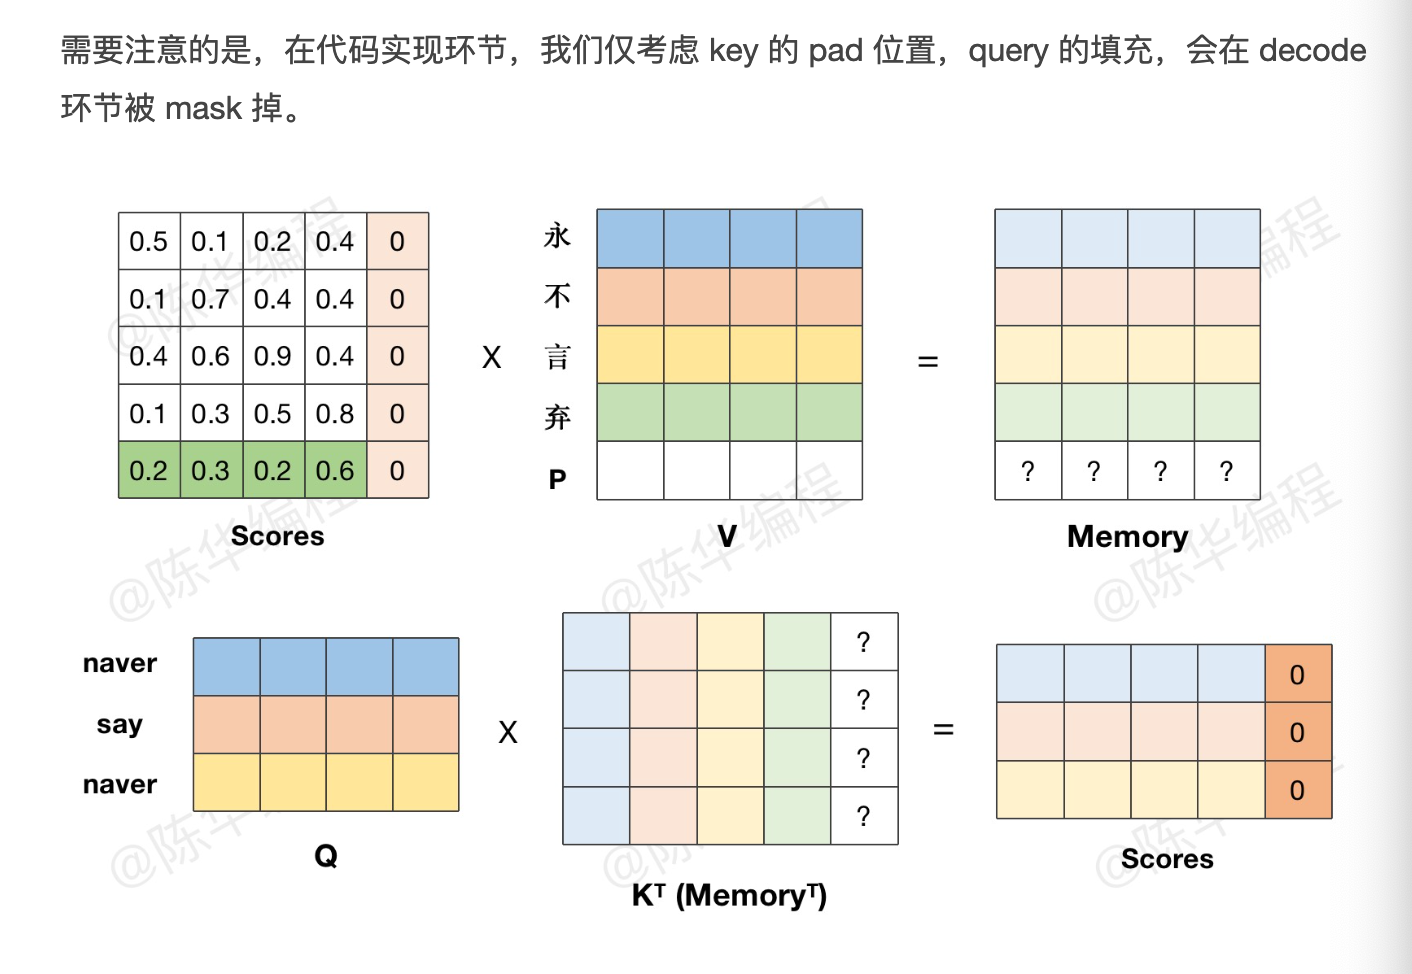 需要注意的是，在代码实现环节，我们仅考虑 key 的 pad 位置，query 的填充，会在 decode
环节被 mask 掉。
0.5 0.1 0.2 0.4 0
0.1 0.7 0.4 0.4 0
0.4 0.6 0.9 0.4 0
0.1 0.3 0.5 0.8 0
0.2 0.3 0.2 0.6 0
Scores
X
永
不
言
弃
P
V
=
? ? ? ?
Memory
naver
say
naver
Q
X
?
?
?
?
Kᵀ (Memoryᵀ)
=
0
0
0
Scores
@陈华编程
编程
@陈华编程
@陈华编程
@陈华编程
@陈华
@陈
@陈华